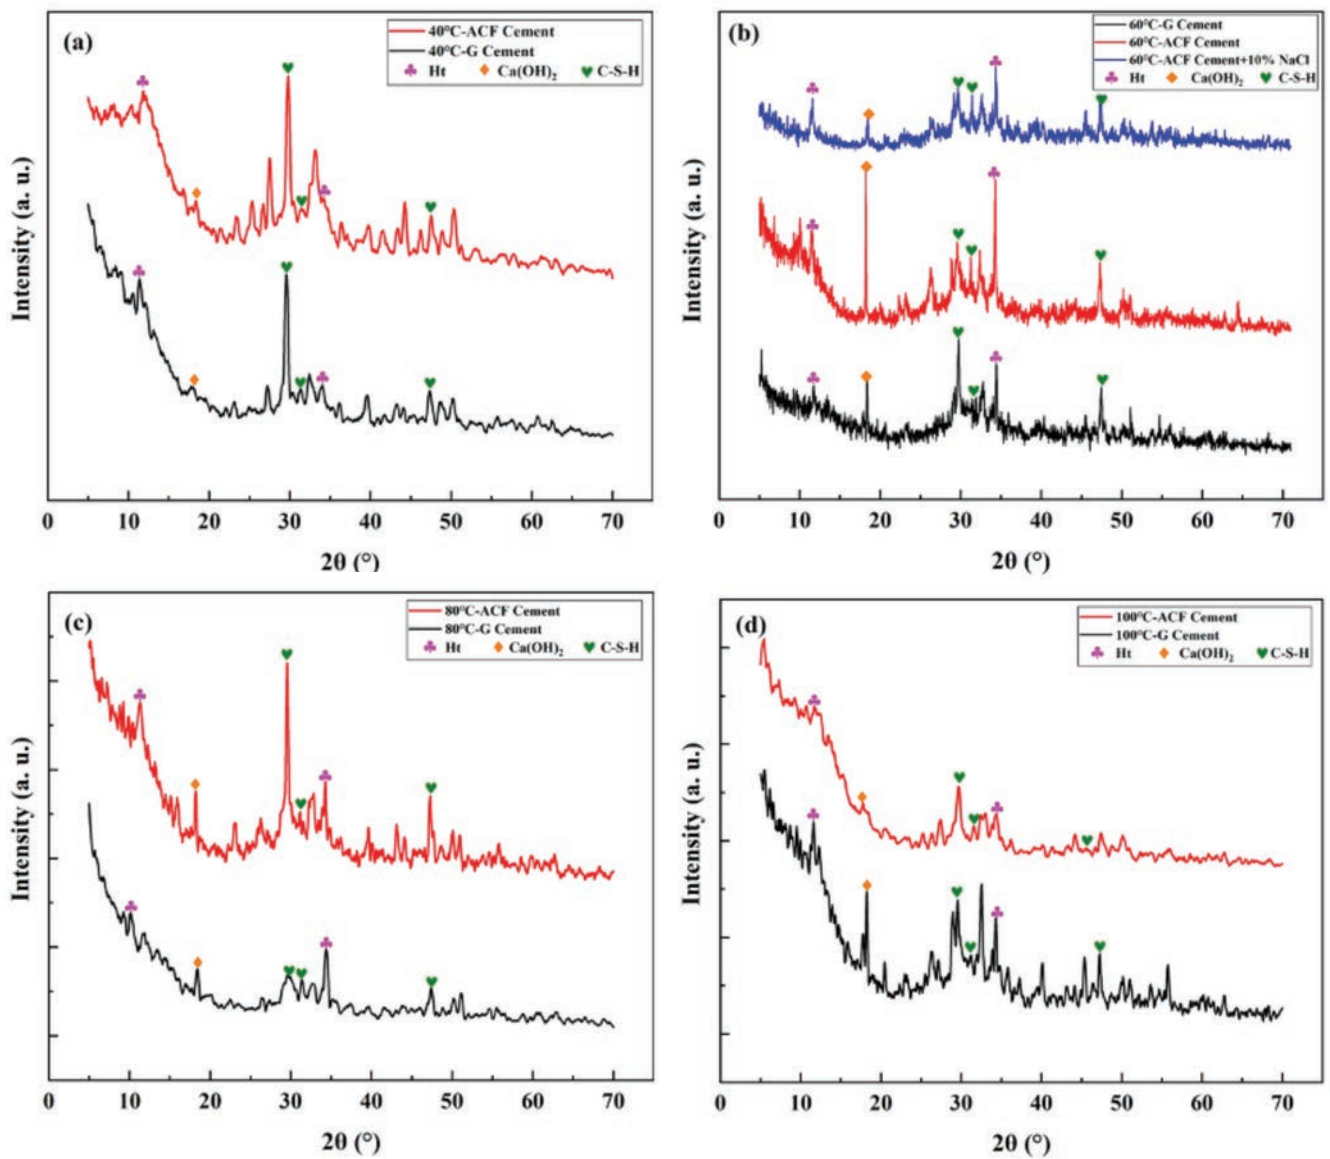 (a)
40°C-ACF Cement
40°C-G Cement
Ht Ca(OH)₂ C-S-H
Intensity (a. u.)
0 10 20 30 40 50 60 70
2θ (°)
(b)
60°C-G Cement
60°C-ACF Cement
60°C-ACF Cement+10% NaCl
Ht Ca(OH)₂ C-S-H
Intensity (a. u.)
0 10 20 30 40 50 60 70
2θ (°)
(c)
80°C-ACF Cement
80°C-G Cement
Ht Ca(OH)₂ C-S-H
Intensity (a. u.)
0 10 20 30 40 50 60 70
2θ (°)
(d)
100°C-ACF Cement
100°C-G Cement
Ht Ca(OH)₂ C-S-H
Intensity (a. u.)
0 10 20 30 40 50 60 70
2θ (°)